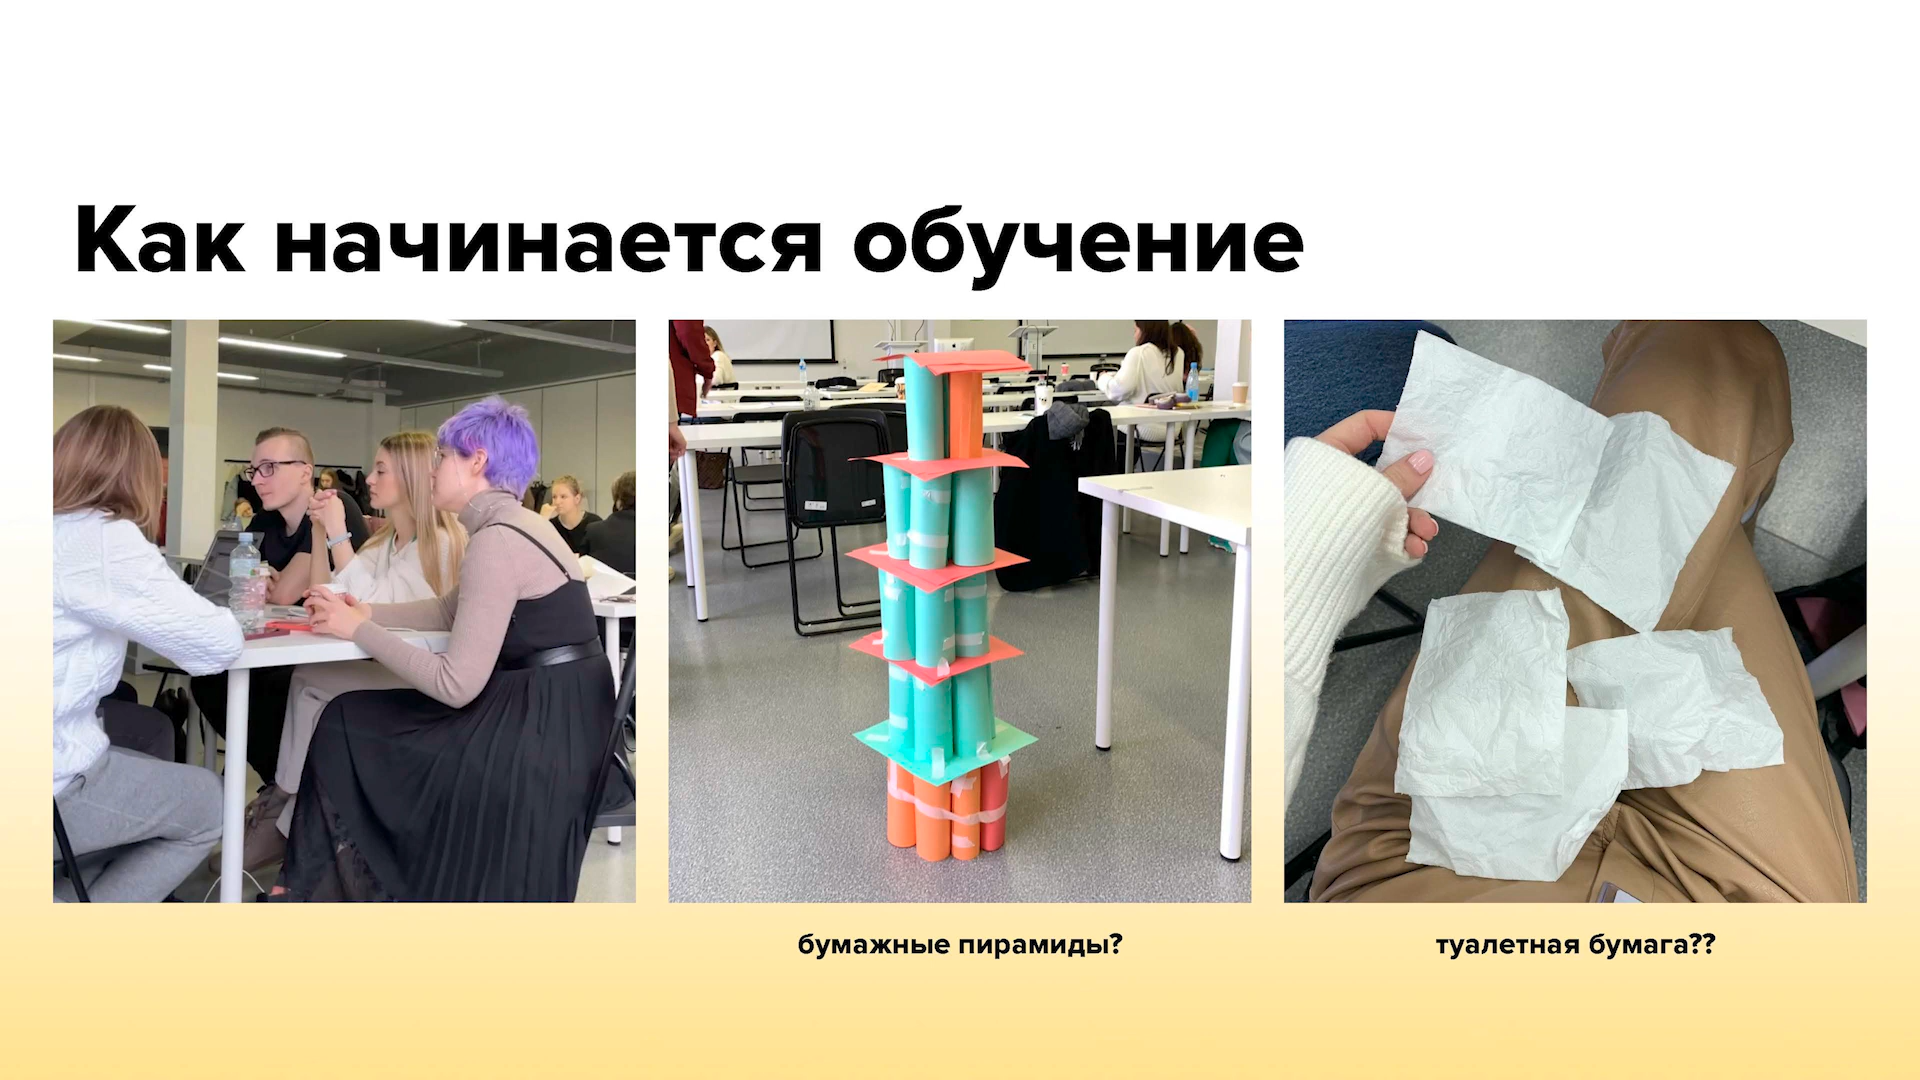 Как начинается обучение
бумажные пирамиды?
туалетная бумага??